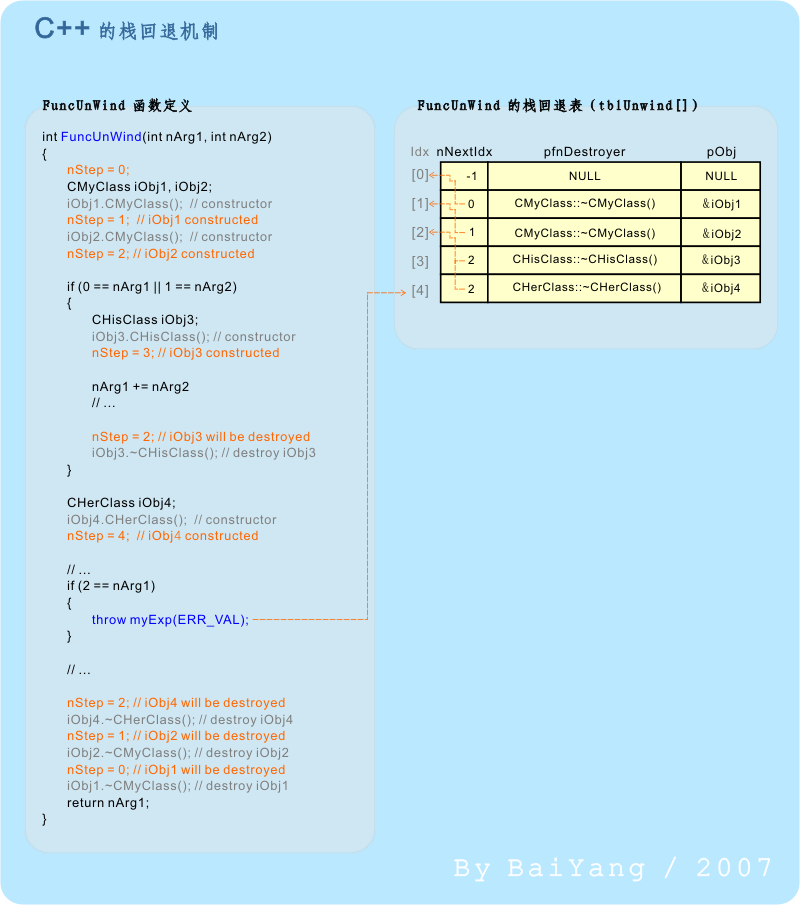 C++ 的栈回退机制
FuncUnWind 函数定义
int FuncUnWind(int nArg1, int nArg2)
{
nStep = 0;
CMyClass iObj1, iObj2;
iObj1.CMyClass();  // constructor
nStep = 1;  // iObj1 constructed
iObj2.CMyClass();  // constructor
nStep = 2; // iObj2 constructed
if (0 == nArg1 || 1 == nArg2)
{
CHisClass iObj3;
iObj3.CHisClass(); // constructor
nStep = 3; // iObj3 constructed
nArg1 += nArg2
// ...
nStep = 2; // iObj3 will be destroyed
iObj3.~CHisClass(); // destroy iObj3
}
CHerClass iObj4;
iObj4.CHerClass();  // constructor
nStep = 4;  // iObj4 constructed
// ...
if (2 == nArg1)
{
throw myExp(ERR_VAL);
}
// ...
nStep = 2; // iObj4 will be destroyed
iObj4.~CHerClass(); // destroy iObj4
nStep = 1; // iObj2 will be destroyed
iObj2.~CMyClass(); // destroy iObj2
nStep = 0; // iObj1 will be destroyed
iObj1.~CMyClass(); // destroy iObj1
return nArg1;
}
FuncUnWind 的栈回退表 (tblUnwind[])
Idx nNextIdx pfnDestroyer pObj
[0] -1 NULL NULL
[1] 0 CMyClass::~CMyClass() &iObj1
[2] 1 CMyClass::~CMyClass() &iObj2
[3] 2 CHisClass::~CHisClass() &iObj3
[4] 2 CHerClass::~CHerClass() &iObj4
By BaiYang / 2007